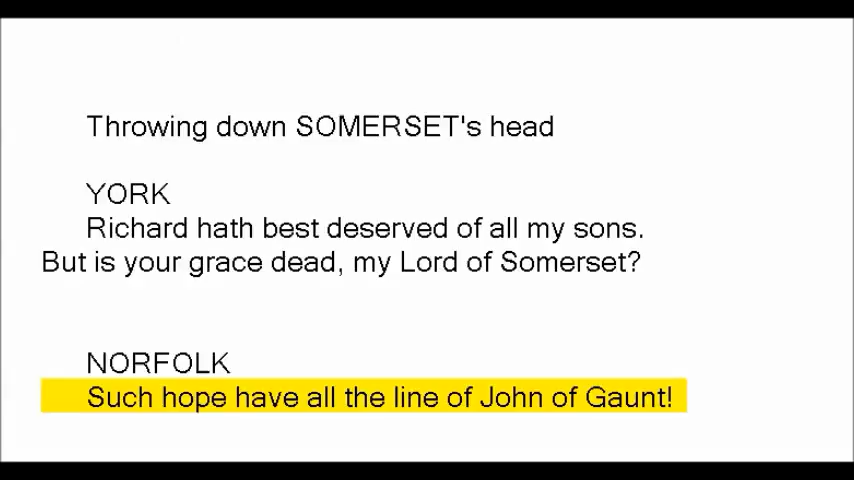 Throwing down SOMERSET's head
YORK
Richard hath best deserved of all my sons.
But is your grace dead, my Lord of Somerset?
NORFOLK
Such hope have all the line of John of Gaunt!